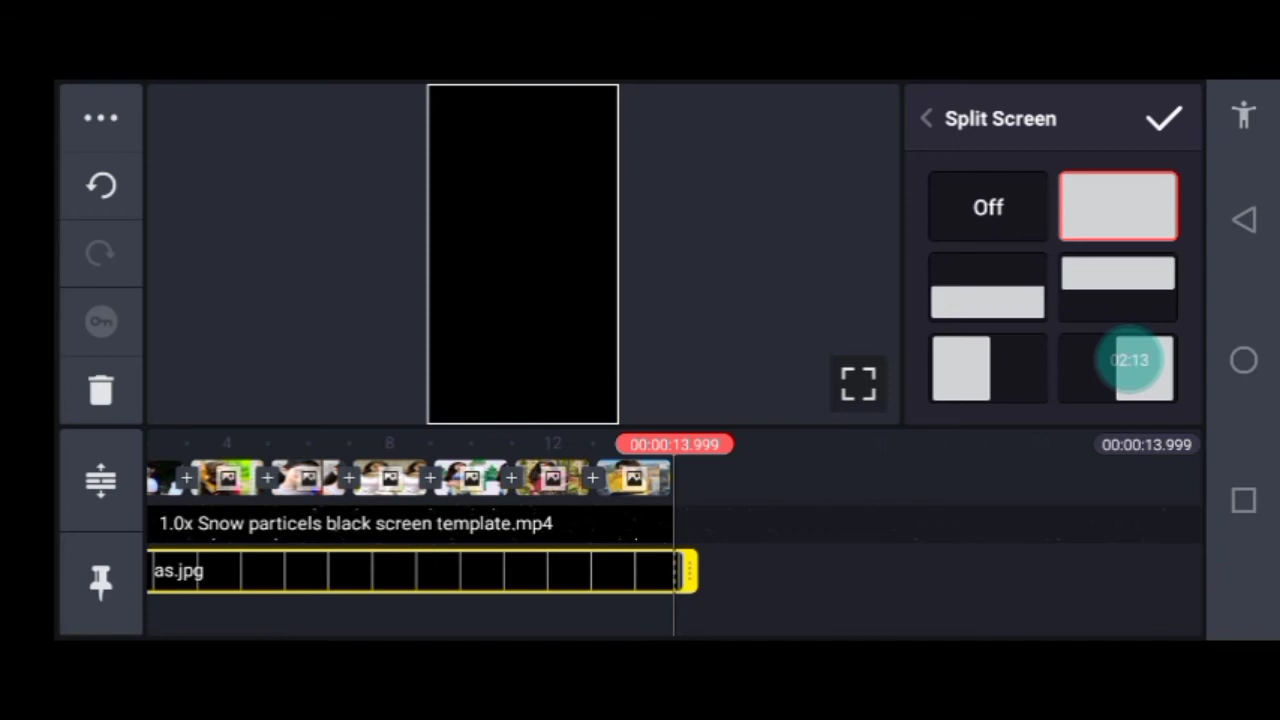 Split Screen
Off
02:13
4
8
12
00:00:13.999
00:00:13.999
1.0x Snow particels black screen template.mp4
as.jpg